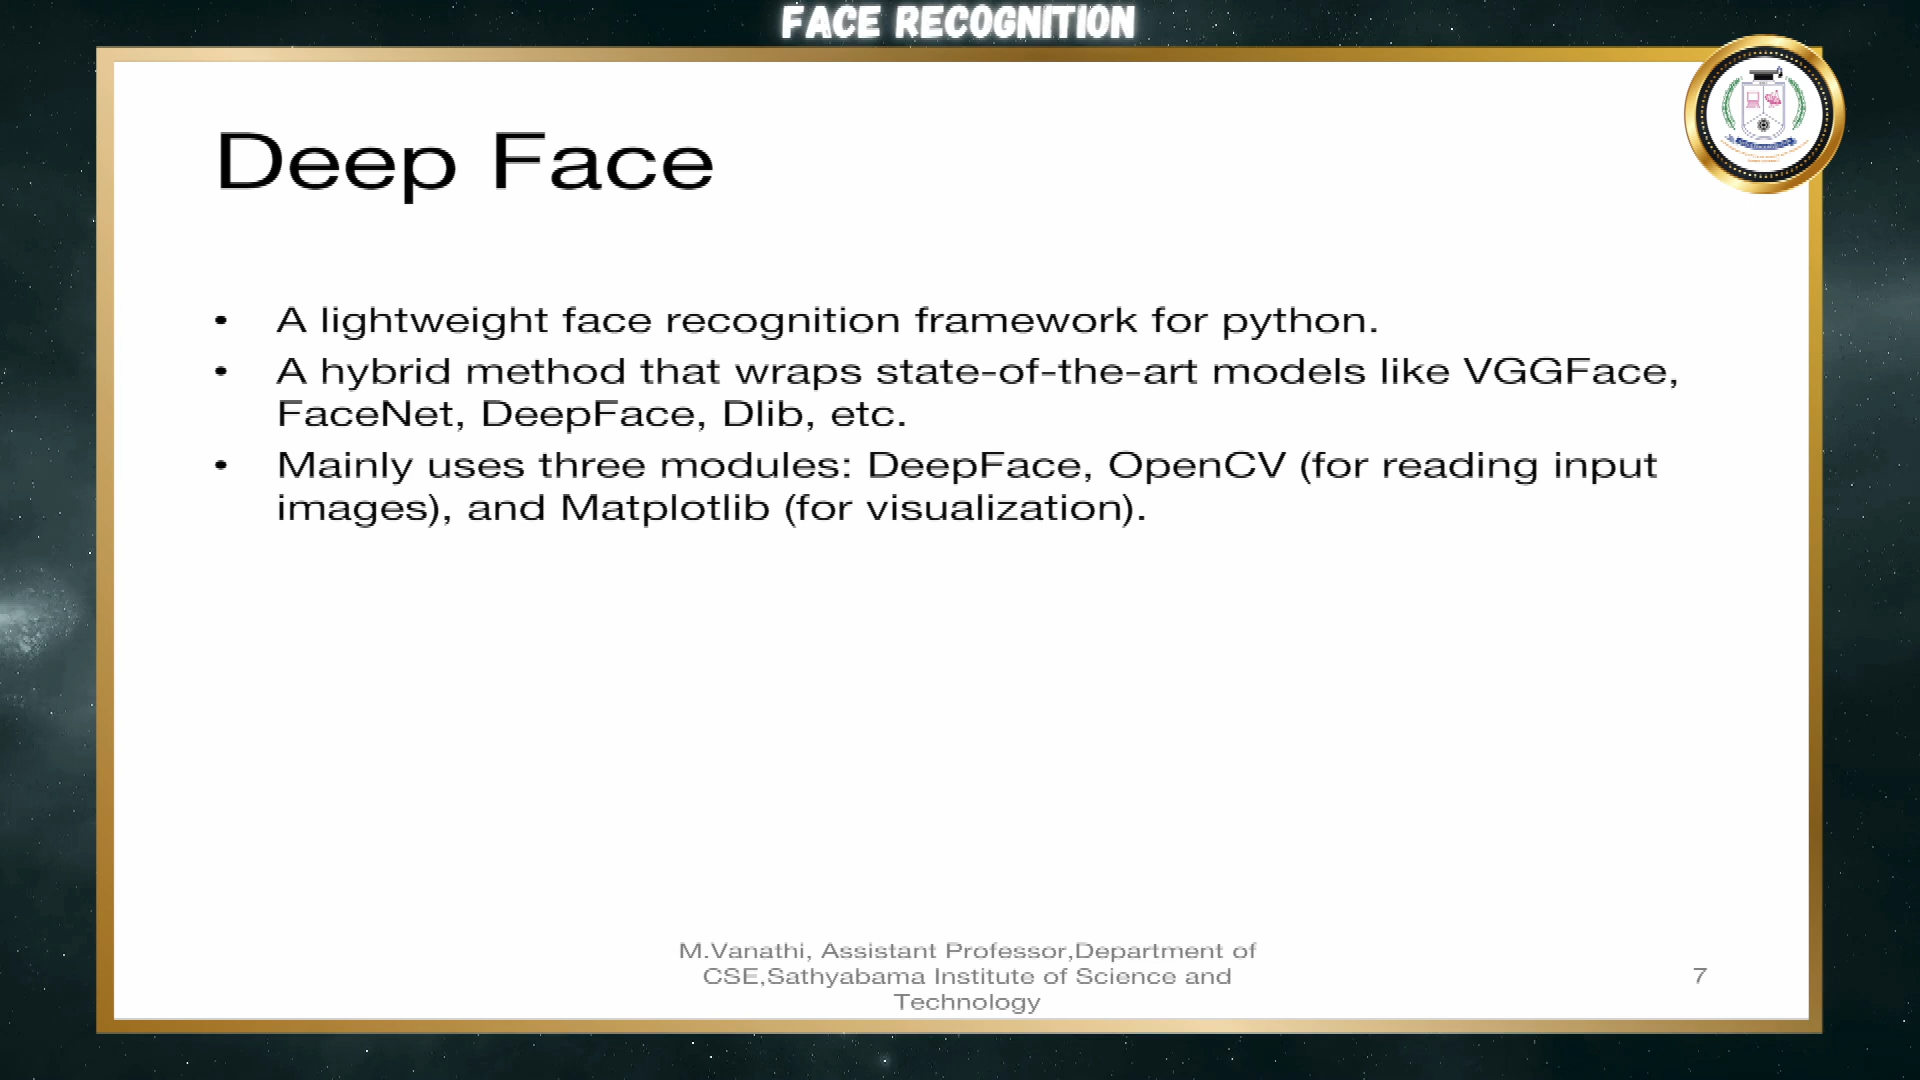 FACE RECOGNITION
Deep Face
• A lightweight face recognition framework for python.
• A hybrid method that wraps state-of-the-art models like VGGFace,
FaceNet, DeepFace, Dlib, etc.
• Mainly uses three modules: DeepFace, OpenCV (for reading input
images), and Matplotlib (for visualization).
M.Vanathi, Assistant Professor,Department of
CSE,Sathyabama Institute of Science and
Technology
7